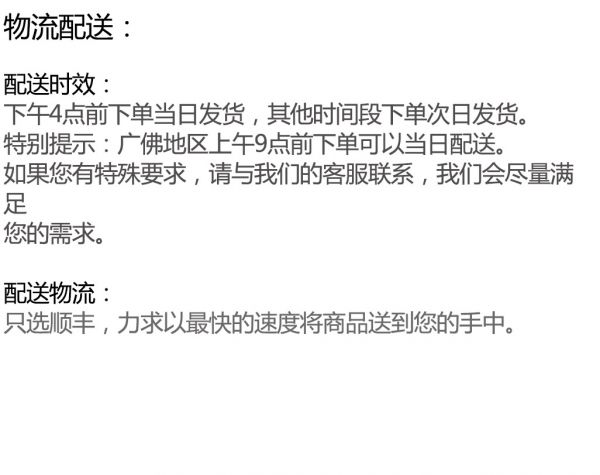 物流配送：
配送时效：
下午4点前下单当日发货，其他时间段下单次日发货。
特别提示：广佛地区上午9点前下单可以当日配送。
如果您有特殊要求，请与我们的客服联系，我们会尽量满
足
您的需求。
配送物流：
只选顺丰，力求以最快的速度将商品送到您的手中。